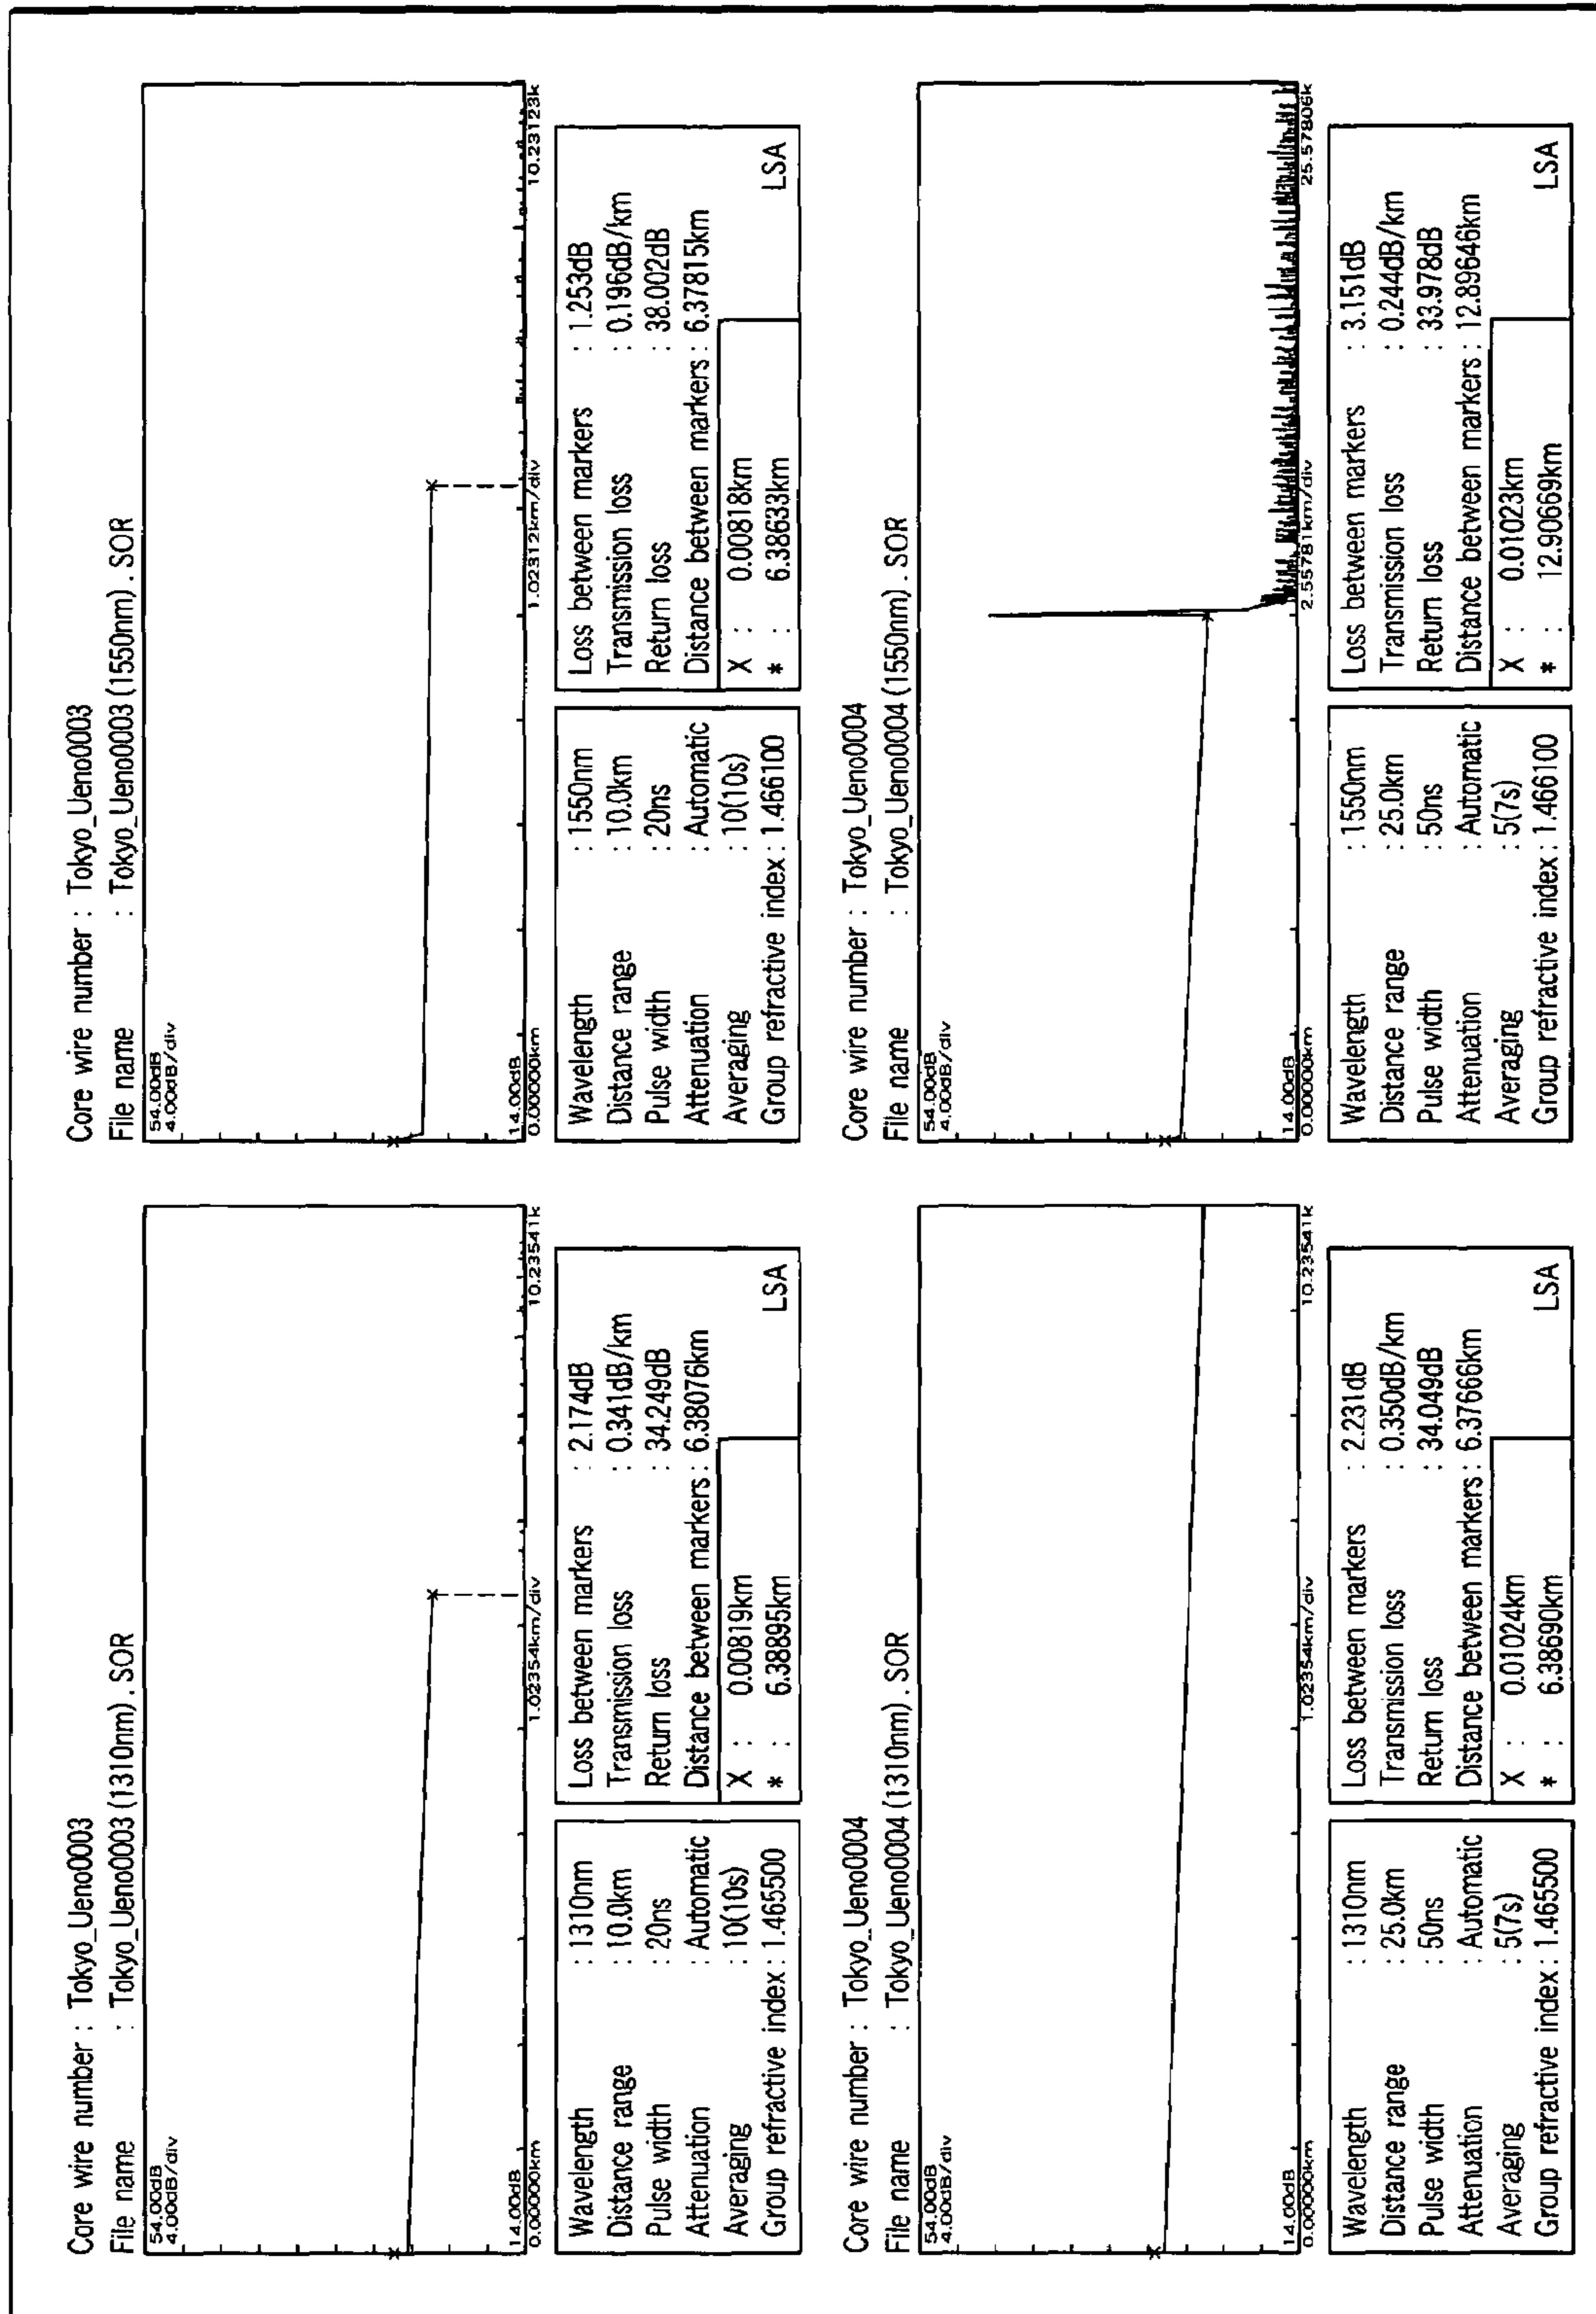 Core wire number : Tokyo_Ueno0003
File name : Tokyo_Ueno0003 (1310nm) . SOR
54.00dB
4.00dB/div
14.00dB
0.00000km
1.02354km/div
10.23541k
Wavelength : 1310nm
Distance range : 10.0km
Pulse width : 20ns
Attenuation : Automatic
Averaging : 10(10s)
Group refractive index : 1.465500
Loss between markers : 2.174dB
Transmission loss : 0.341dB/km
Return loss : 34.249dB
Distance between markers : 6.38076km
X : 0.00819km
* : 6.38895km
LSA
Core wire number : Tokyo_Ueno0003
File name : Tokyo_Ueno0003 (1550nm) . SOR
54.00dB
4.00dB/div
14.00dB
0.00000km
1.02312km/div
10.23123k
Wavelength : 1550nm
Distance range : 10.0km
Pulse width : 20ns
Attenuation : Automatic
Averaging : 10(10s)
Group refractive index : 1.466100
Loss between markers : 1.253dB
Transmission loss : 0.196dB/km
Return loss : 38.002dB
Distance between markers : 6.37815km
X : 0.00818km
* : 6.38633km
LSA
Core wire number : Tokyo_Ueno0004
File name : Tokyo_Ueno0004 (1310nm) . SOR
54.00dB
4.00dB/div
14.00dB
0.00000km
1.02354km/div
10.23541k
Wavelength : 1310nm
Distance range : 25.0km
Pulse width : 50ns
Attenuation : Automatic
Averaging : 5(7s)
Group refractive index : 1.465500
Loss between markers : 2.231dB
Transmission loss : 0.350dB/km
Return loss : 34.049dB
Distance between markers : 6.37666km
X : 0.01024km
* : 6.38690km
LSA
Core wire number : Tokyo_Ueno0004
File name : Tokyo_Ueno0004 (1550nm) . SOR
54.00dB
4.00dB/div
14.00dB
0.00000km
2.55781km/div
25.57806k
Wavelength : 1550nm
Distance range : 25.0km
Pulse width : 50ns
Attenuation : Automatic
Averaging : 5(7s)
Group refractive index : 1.466100
Loss between markers : 3.151dB
Transmission loss : 0.244dB/km
Return loss : 33.978dB
Distance between markers : 12.89646km
X : 0.01023km
* : 12.90669km
LSA